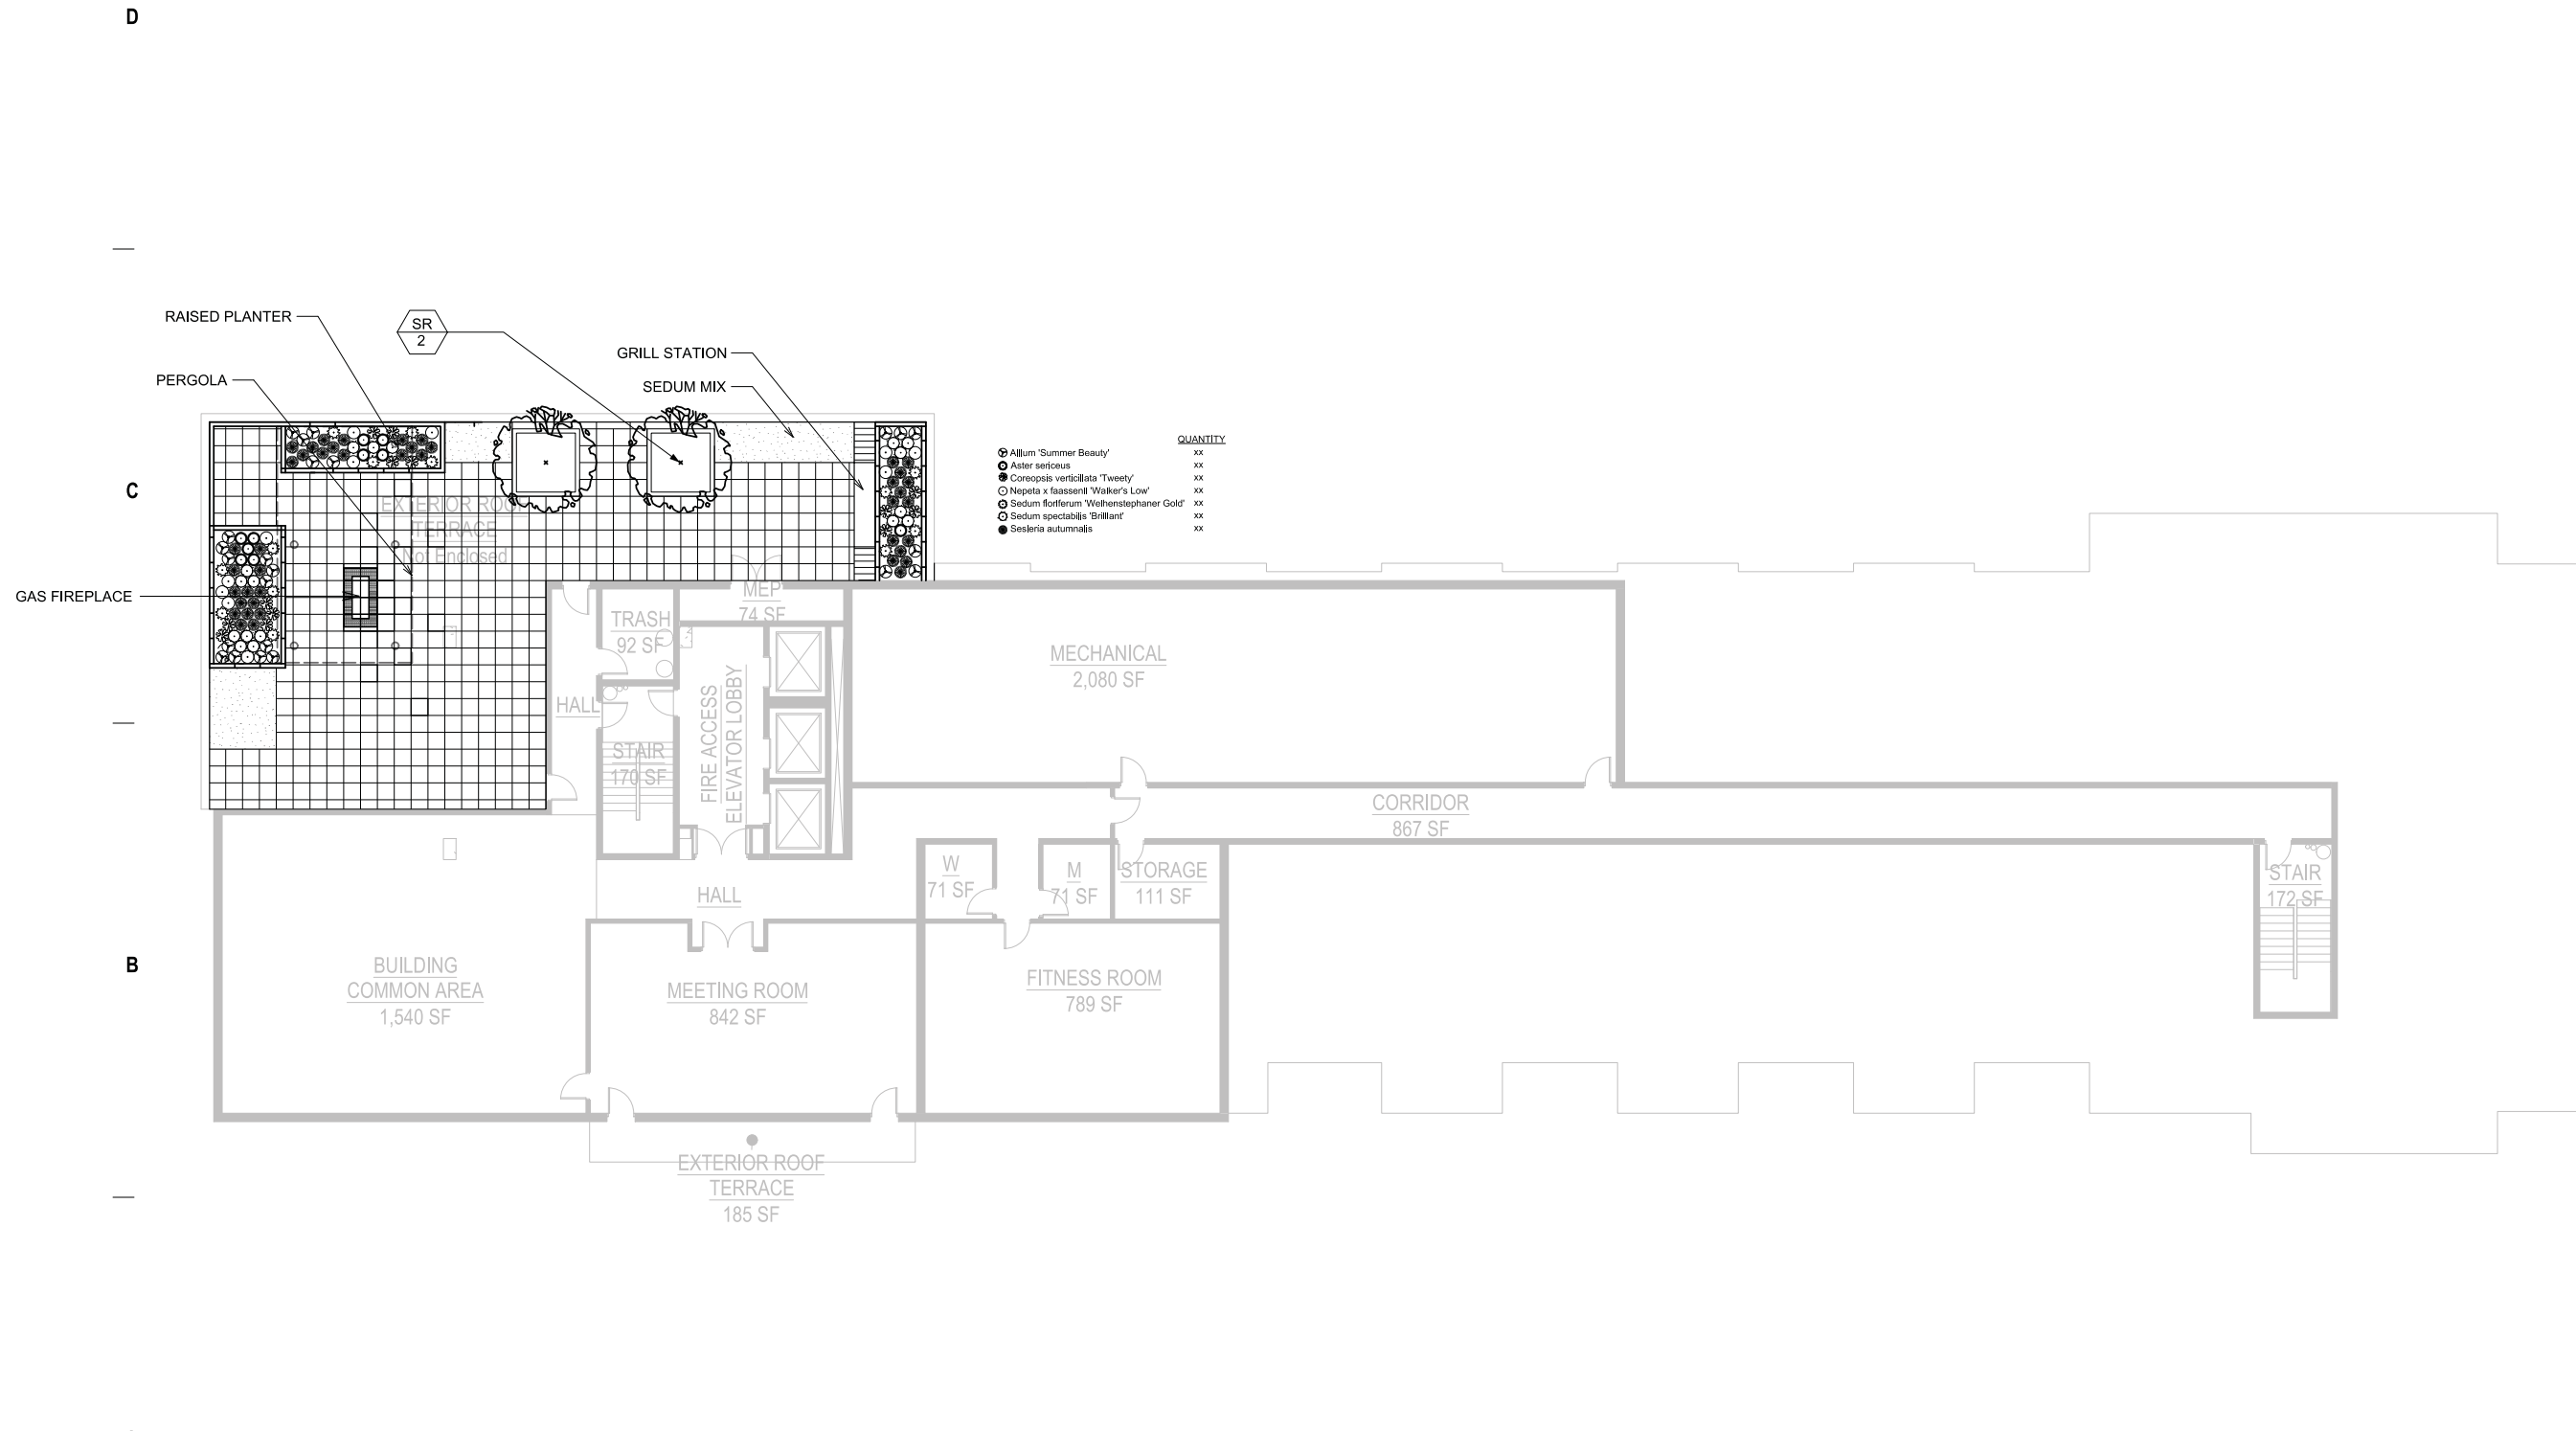 D
RAISED PLANTER
SR
2
GRILL STATION
PERGOLA
SEDUM MIX
QUANTITY
Allium 'Summer Beauty' xx
Aster sericeus xx
Coreopsis verticillata 'Tweety' xx
Nepeta x faassenii 'Walker's Low' xx
Sedum floriferum 'Weihenstephaner Gold' xx
Sedum spectabilis 'Brilliant' xx
Sesleria autumnalis xx
C
EXTERIOR ROOF
TERRACE
Not Enclosed
GAS FIREPLACE
MEP
74 SF
TRASH
92 SF
HALL
STAIR
170 SF
FIRE ACCESS
ELEVATOR LOBBY
MECHANICAL
2,080 SF
CORRIDOR
867 SF
W
71 SF
M
71 SF
STORAGE
111 SF
STAIR
172 SF
HALL
B
BUILDING
COMMON AREA
1,540 SF
MEETING ROOM
842 SF
FITNESS ROOM
789 SF
EXTERIOR ROOF
TERRACE
185 SF